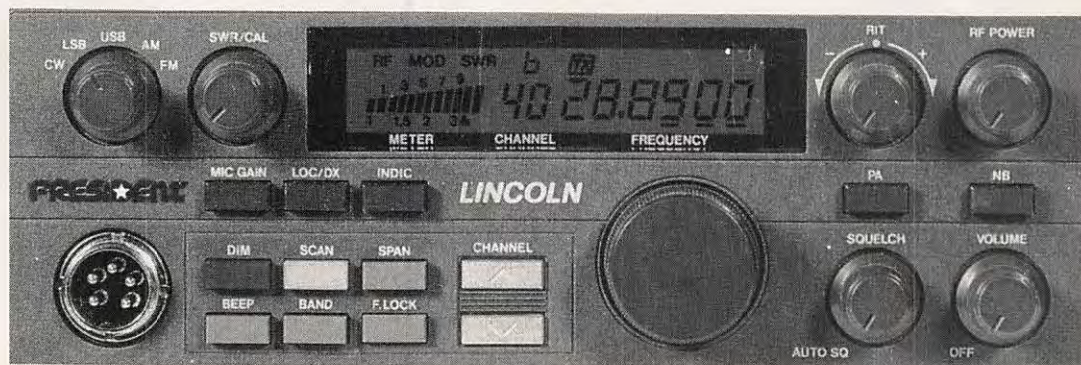 LSB USB AM
CW FM
SWR/CAL
RF MOD SWR b TX
1 3 5 7 9
40 28.8900
1 1.5 2 3
METER CHANNEL FREQUENCY
RIT
- +
RF POWER
PRESIDENT
MIC GAIN LOC/DX INDIC
LINCOLN
PA NB
DIM SCAN SPAN
CHANNEL
BEEP BAND F.LOCK
SQUELCH VOLUME
AUTO SQ OFF